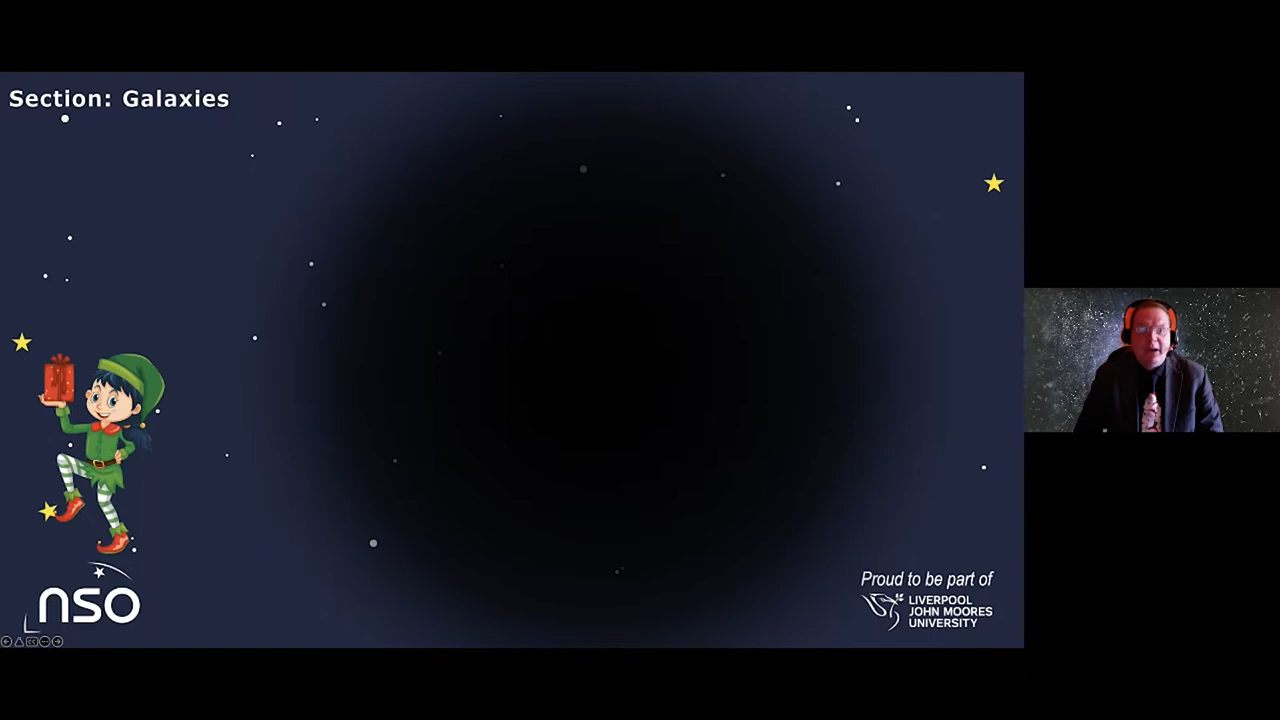 Section: Galaxies
nso
Proud to be part of
LIVERPOOL
JOHN MOORES
UNIVERSITY